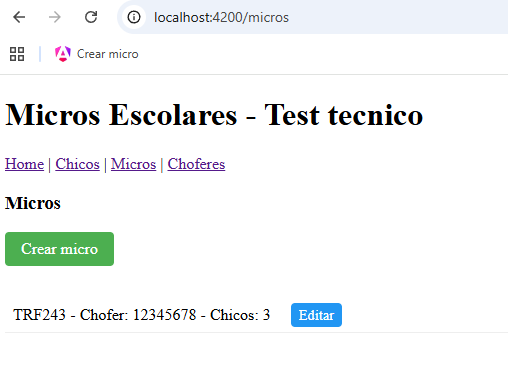 localhost:4200/micros
Crear micro
Micros Escolares - Test tecnico
Home | Chicos | Micros | Choferes
Micros
Crear micro
TRF243 - Chofer: 12345678 - Chicos: 3 Editar